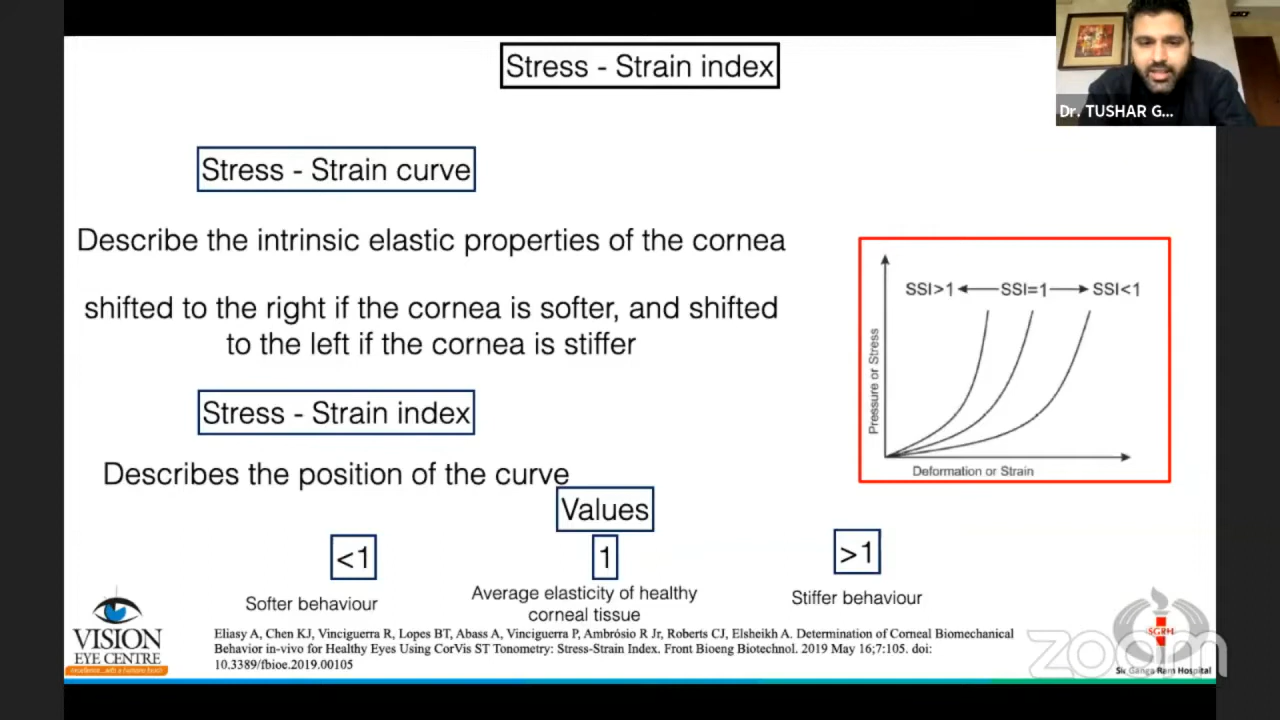 Stress - Strain index
Dr. TUSHAR G...
Stress - Strain curve
Describe the intrinsic elastic properties of the cornea
shifted to the right if the cornea is softer, and shifted
to the left if the cornea is stiffer
SSI>1 SSI=1 SSI<1
Pressure or Stress
Deformation or Strain
Stress - Strain index
Describes the position of the curve
Values
<1 1 >1
Softer behaviour
Average elasticity of healthy
corneal tissue
Stiffer behaviour
Eliasy A, Chen KJ, Vinciguerra R, Lopes BT, Abass A, Vinciguerra P, Ambrósio R Jr, Roberts CJ, Elsheikh A. Determination of Corneal Biomechanical
Behavior in-vivo for Healthy Eyes Using CorVis ST Tonometry: Stress-Strain Index. Front Bioeng Biotechnol. 2019 May 16;7:105. doi:
10.3389/fbioe.2019.00105
VISION
EYE CENTRE
SGRH
Sir Ganga Ram Hospital
zoom